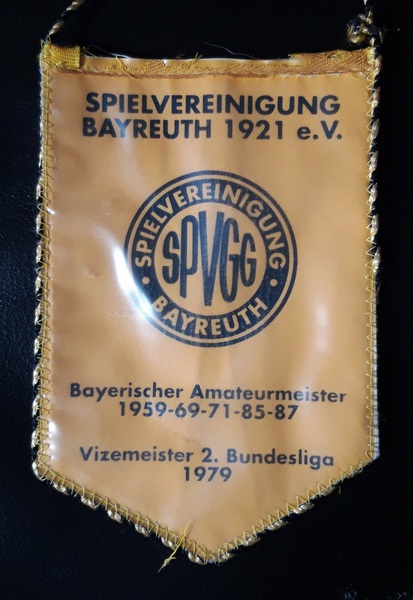 SPIELVEREINIGUNG
BAYREUTH 1921 e.V.
SPIELVEREINIGUNG
SPVGG
BAYREUTH
Bayerischer Amateurmeister
1959-69-71-85-87
Vizemeister 2. Bundesliga
1979